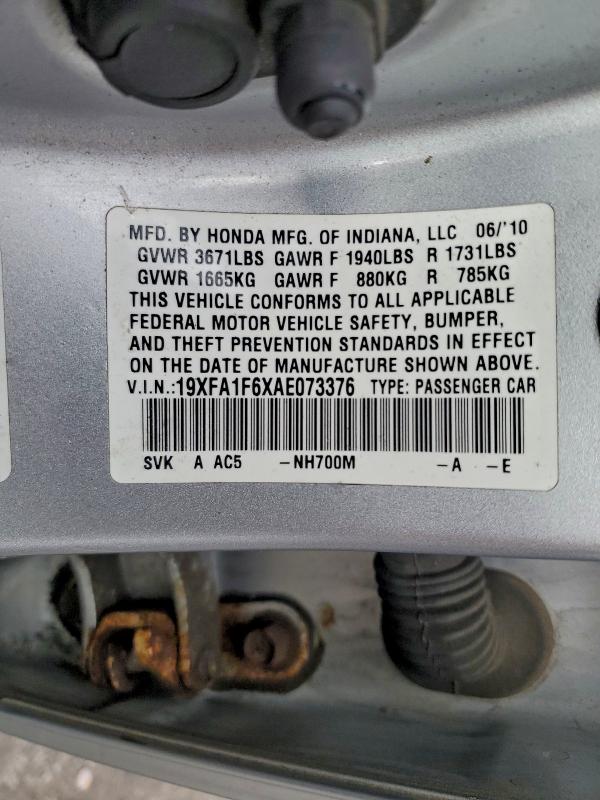 MFD. BY HONDA MFG. OF INDIANA, LLC 06/'10
GVWR 3671LBS GAWR F 1940LBS R 1731LBS
GVWR 1665KG GAWR F 880KG R 785KG
THIS VEHICLE CONFORMS TO ALL APPLICABLE
FEDERAL MOTOR VEHICLE SAFETY, BUMPER,
AND THEFT PREVENTION STANDARDS IN EFFECT
ON THE DATE OF MANUFACTURE SHOWN ABOVE.
V.I.N.:19XFA1F6XAE073376 TYPE: PASSENGER CAR
SVK A AC5 -NH700M -A -E